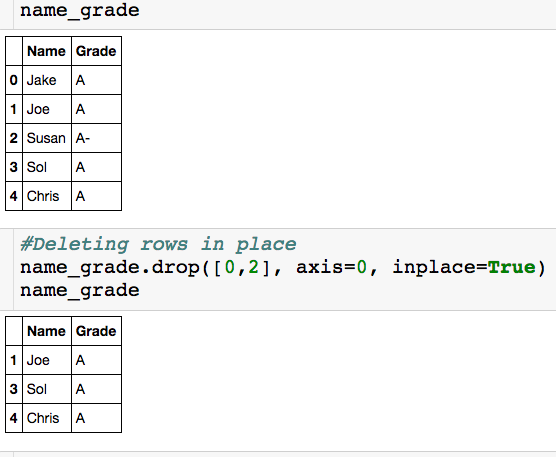 name_grade
Name Grade
0 Jake A
1 Joe A
2 Susan A-
3 Sol A
4 Chris A
#Deleting rows in place
name_grade.drop([0,2], axis=0, inplace=True)
name_grade
Name Grade
1 Joe A
3 Sol A
4 Chris A